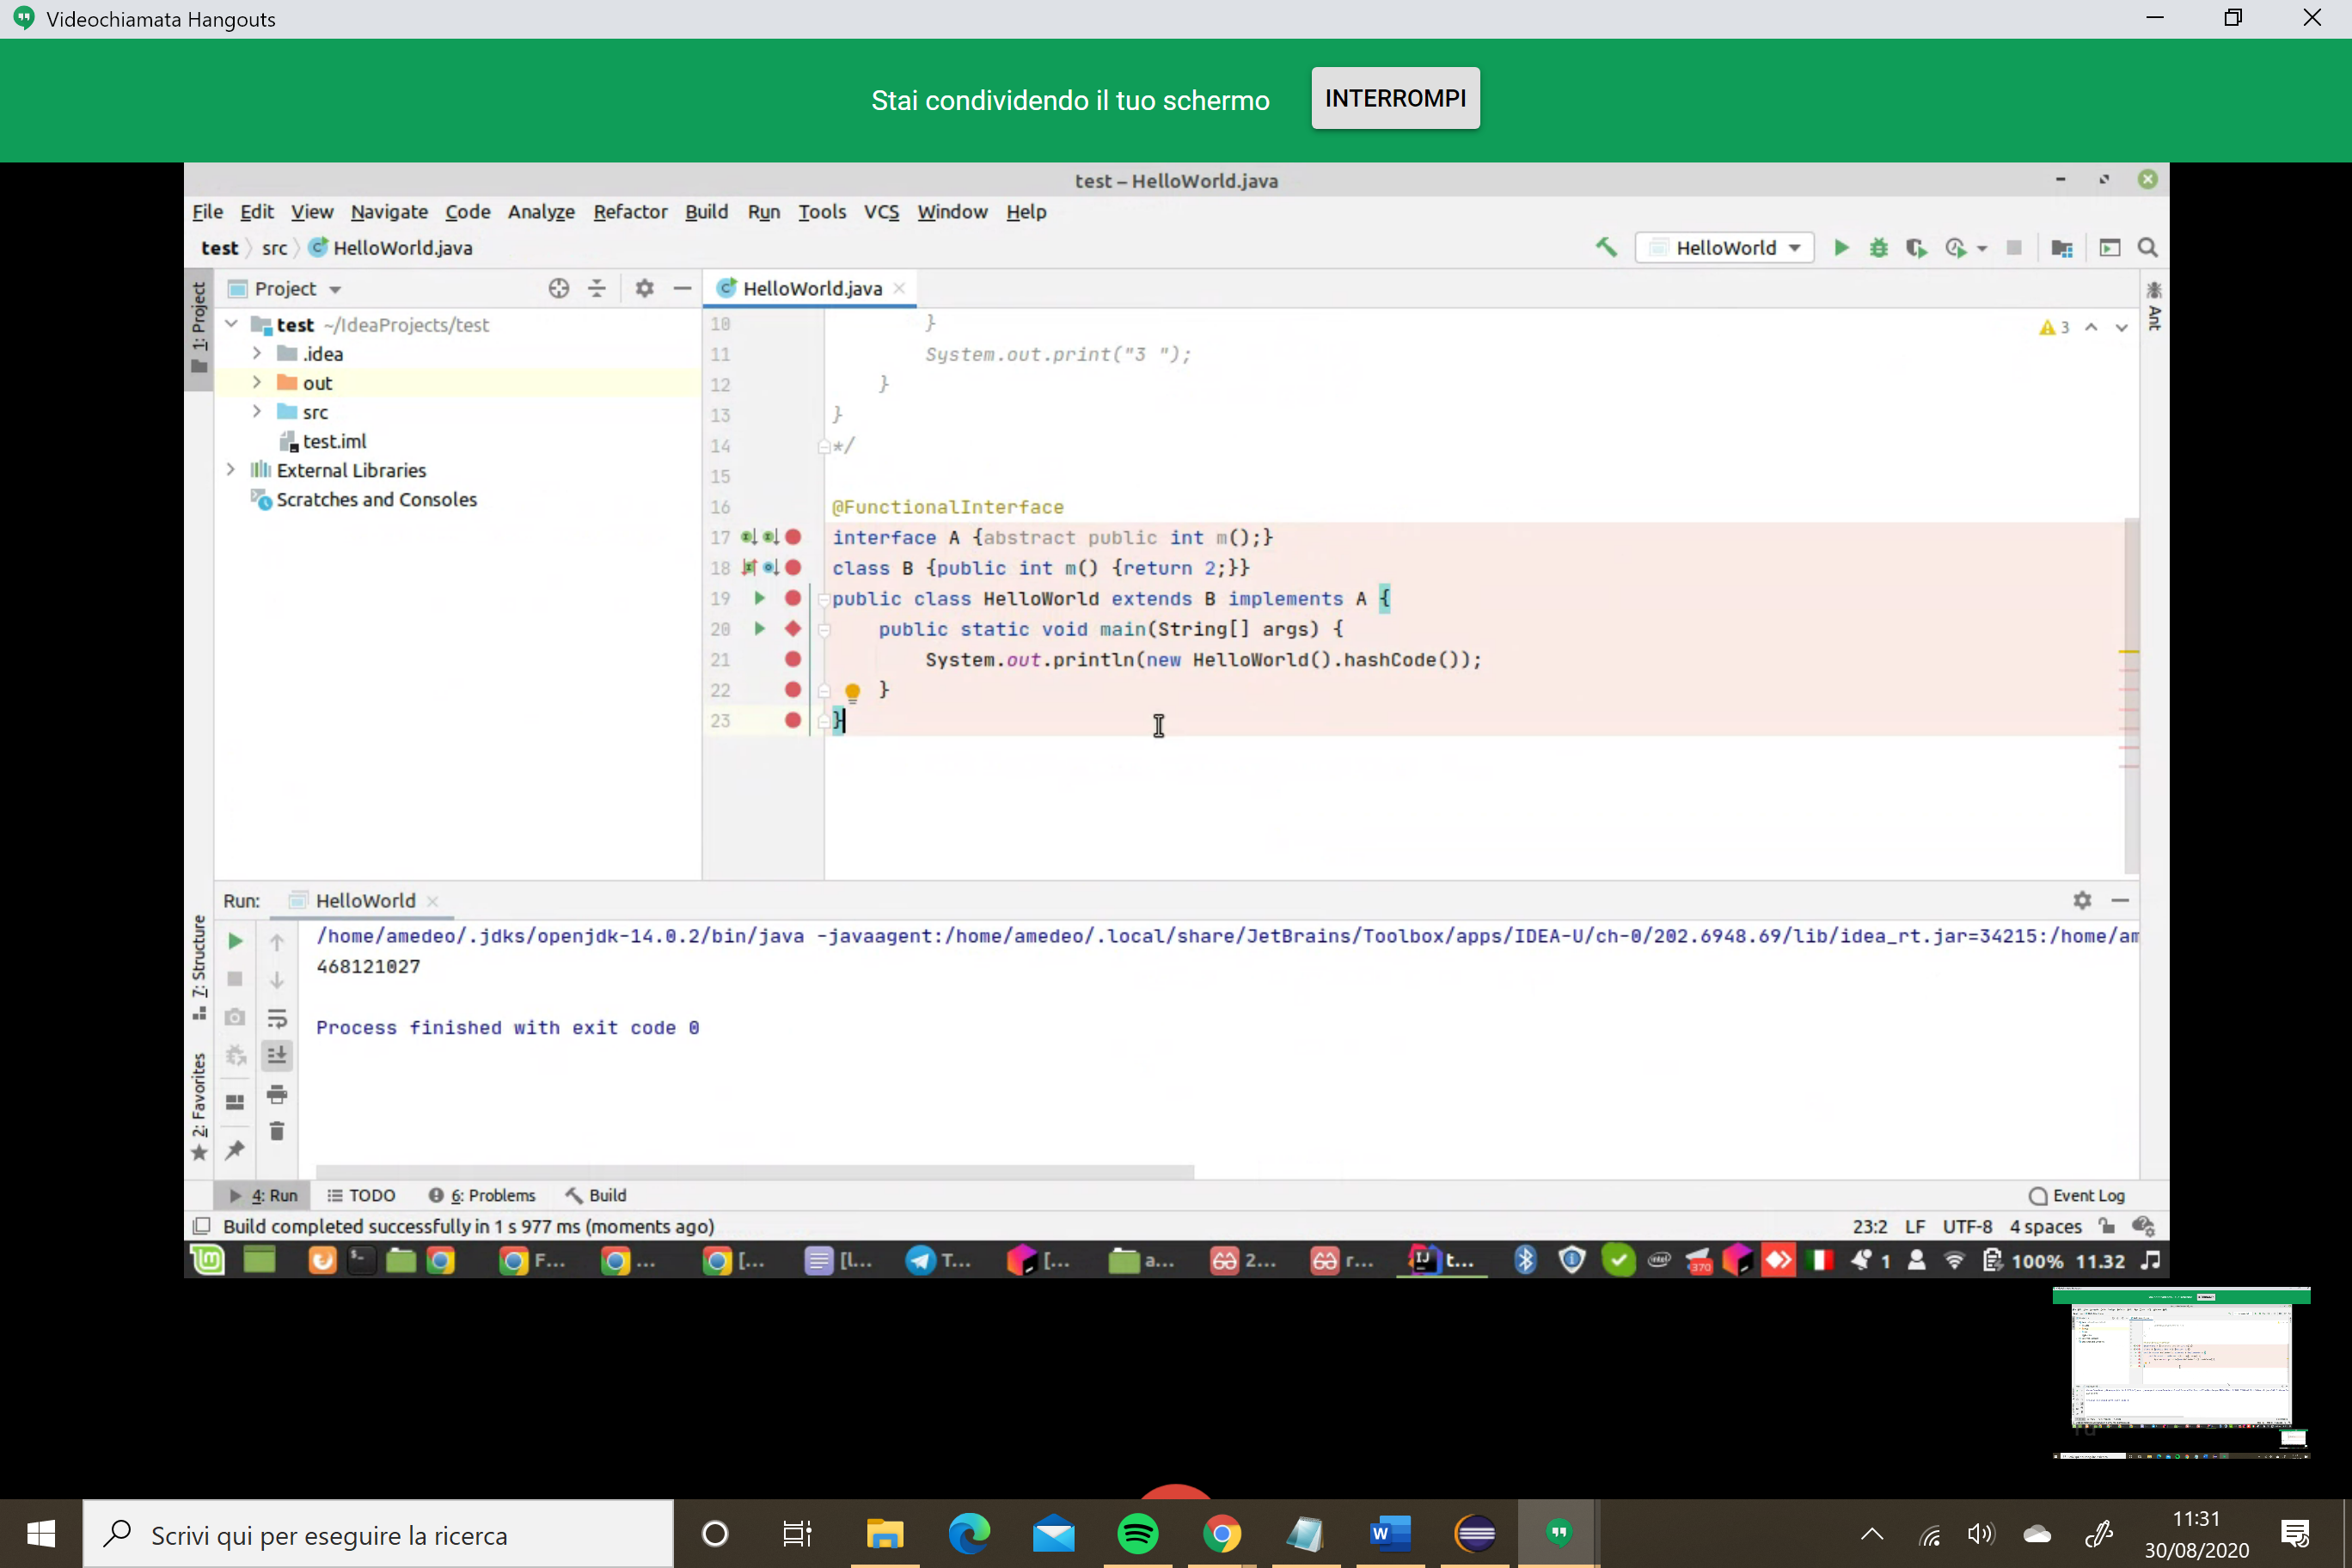 Videochiamata Hangouts
Stai condividendo il tuo schermo INTERROMPI
test – HelloWorld.java
File Edit View Navigate Code Analyze Refactor Build Run Tools VCS Window Help
test src HelloWorld.java HelloWorld
1: Project
Project
HelloWorld.java
Ant
test ~/IdeaProjects/test
.idea
out
src
test.iml
External Libraries
Scratches and Consoles
3
10 }
11 System.out.print("3 ");
12 }
13 }
14 */
15
16 @FunctionalInterface
17 interface A {abstract public int m();}
18 class B {public int m() {return 2;}}
19 public class HelloWorld extends B implements A {
20 public static void main(String[] args) {
21 System.out.println(new HelloWorld().hashCode());
22 }
23 }
Run: HelloWorld
7: Structure
2: Favorites
/home/amedeo/.jdks/openjdk-14.0.2/bin/java -javaagent:/home/amedeo/.local/share/JetBrains/Toolbox/apps/IDEA-U/ch-0/202.6948.69/lib/idea_rt.jar=34215:/home/am
468121027
Process finished with exit code 0
4: Run TODO 6: Problems Build Event Log
Build completed successfully in 1 s 977 ms (moments ago) 23:2 LF UTF-8 4 spaces
F... ... [... [l... T... [... a... 2... r... t... intel 370 1 100% 11.32
Scrivi qui per eseguire la ricerca
11:31
30/08/2020